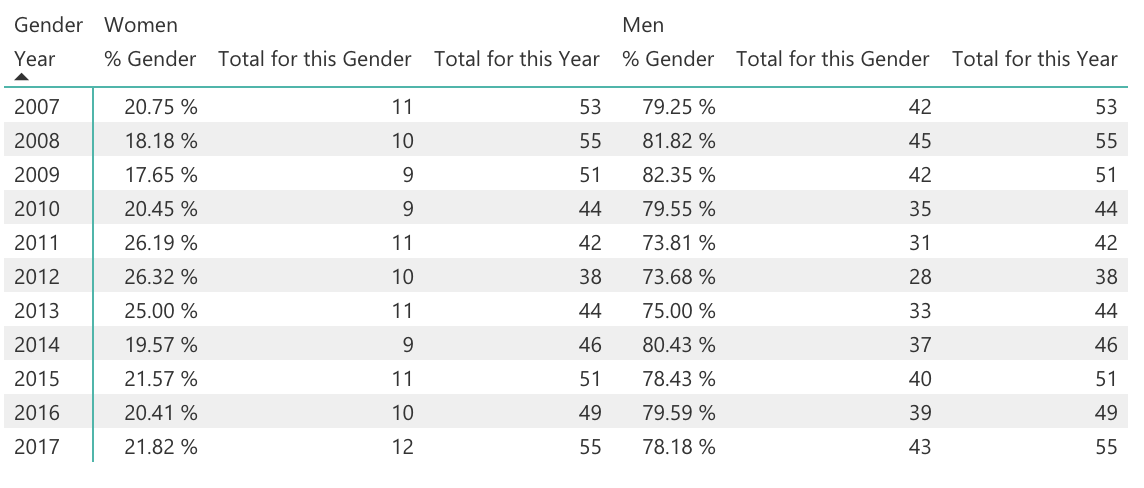 Gender Women Men
Year % Gender Total for this Gender Total for this Year % Gender Total for this Gender Total for this Year
2007 20.75 % 11 53 79.25 % 42 53
2008 18.18 % 10 55 81.82 % 45 55
2009 17.65 % 9 51 82.35 % 42 51
2010 20.45 % 9 44 79.55 % 35 44
2011 26.19 % 11 42 73.81 % 31 42
2012 26.32 % 10 38 73.68 % 28 38
2013 25.00 % 11 44 75.00 % 33 44
2014 19.57 % 9 46 80.43 % 37 46
2015 21.57 % 11 51 78.43 % 40 51
2016 20.41 % 10 49 79.59 % 39 49
2017 21.82 % 12 55 78.18 % 43 55